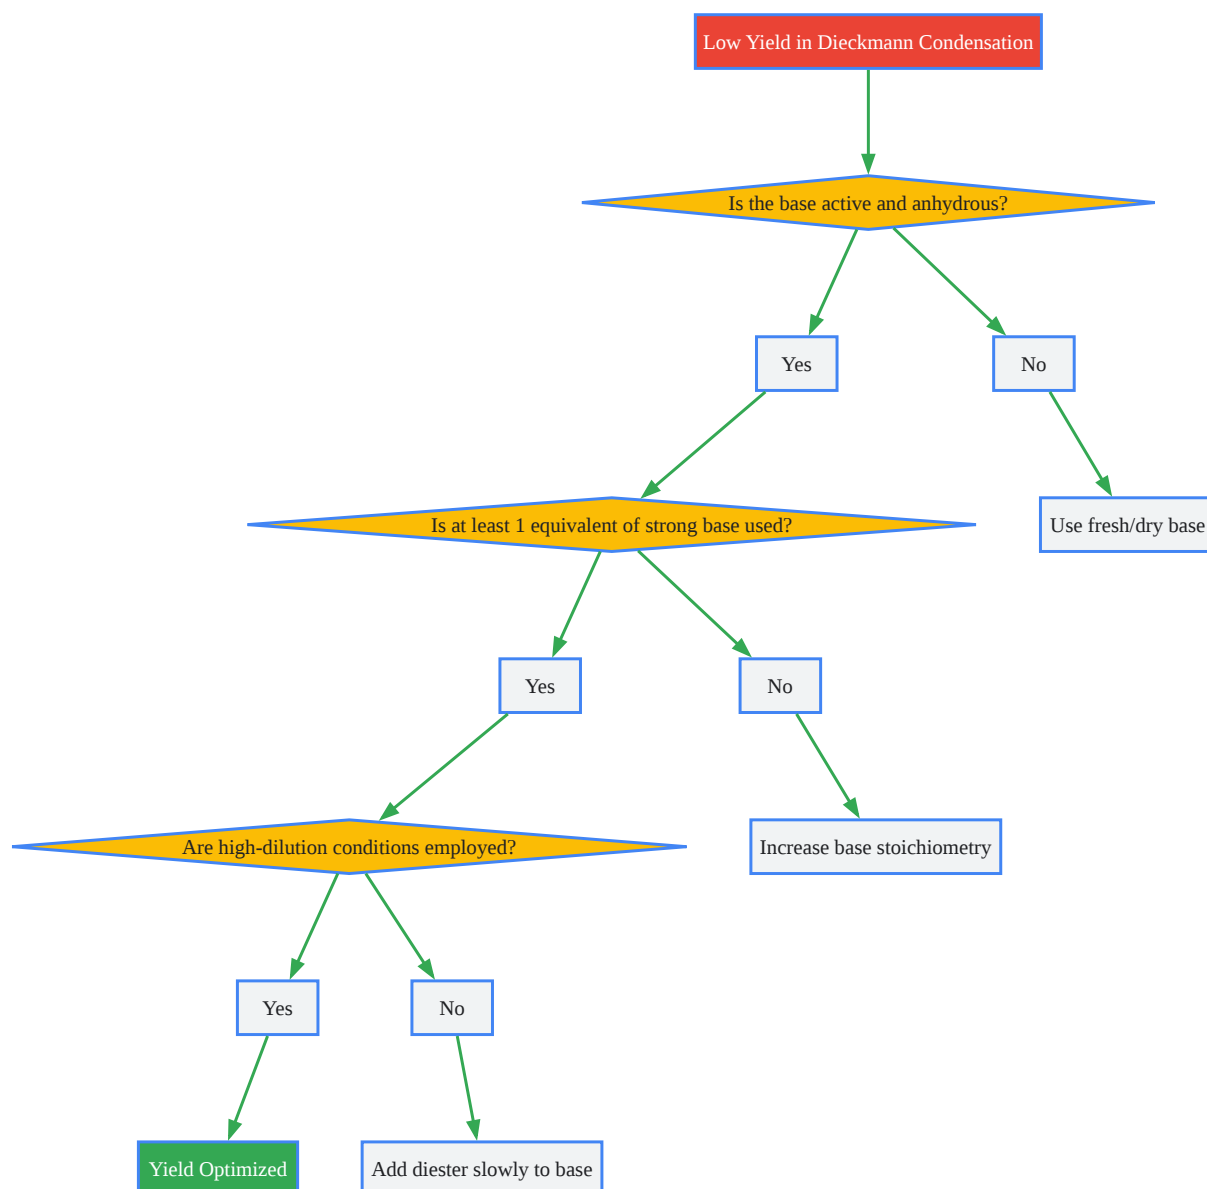 Low Yield in Dieckmann Condensation
Is the base active and anhydrous?
Yes
No
Is at least 1 equivalent of strong base used?
Use fresh/dry base
Yes
No
Are high-dilution conditions employed?
Increase base stoichiometry
Yes
No
Yield Optimized
Add diester slowly to base